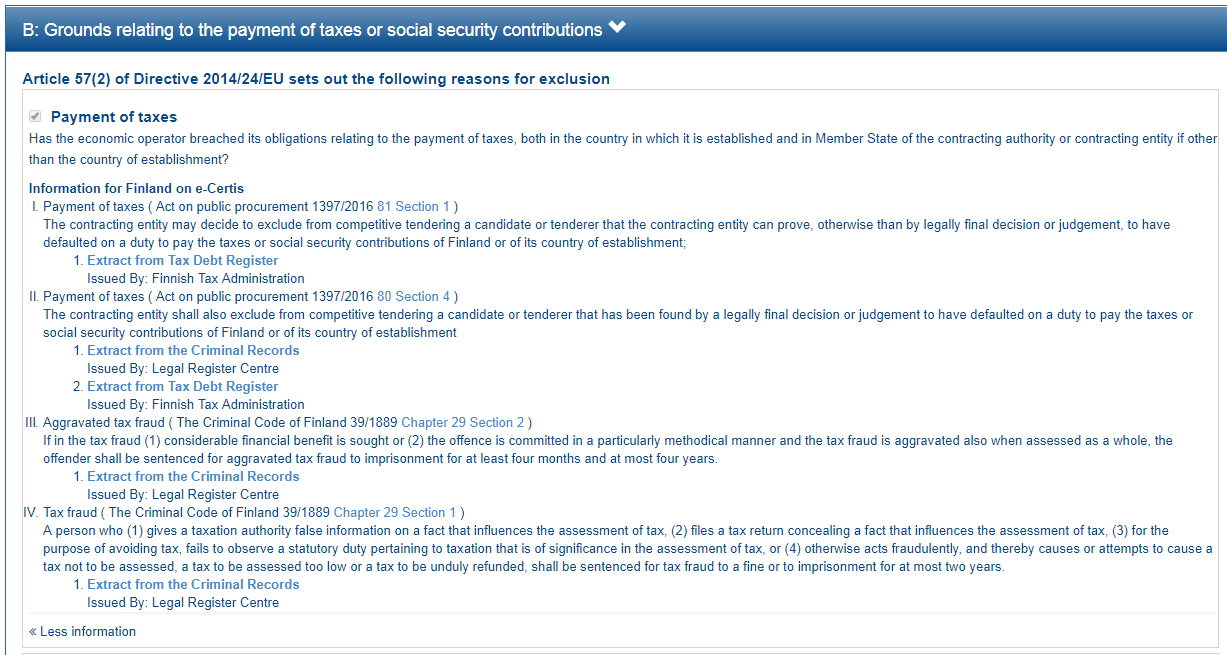 B: Grounds relating to the payment of taxes or social security contributions
Article 57(2) of Directive 2014/24/EU sets out the following reasons for exclusion
Payment of taxes
Has the economic operator breached its obligations relating to the payment of taxes, both in the country in which it is established and in Member State of the contracting authority or contracting entity if other
than the country of establishment?
Information for Finland on e-Certis
I. Payment of taxes ( Act on public procurement 1397/2016 81 Section 1 )
The contracting entity may decide to exclude from competitive tendering a candidate or tenderer that the contracting entity can prove, otherwise than by legally final decision or judgement, to have
defaulted on a duty to pay the taxes or social security contributions of Finland or of its country of establishment;
1. Extract from Tax Debt Register
Issued By: Finnish Tax Administration
II. Payment of taxes ( Act on public procurement 1397/2016 80 Section 4 )
The contracting entity shall also exclude from competitive tendering a candidate or tenderer that has been found by a legally final decision or judgement to have defaulted on a duty to pay the taxes or
social security contributions of Finland or of its country of establishment
1. Extract from the Criminal Records
Issued By: Legal Register Centre
2. Extract from Tax Debt Register
Issued By: Finnish Tax Administration
III. Aggravated tax fraud ( The Criminal Code of Finland 39/1889 Chapter 29 Section 2 )
If in the tax fraud (1) considerable financial benefit is sought or (2) the offence is committed in a particularly methodical manner and the tax fraud is aggravated also when assessed as a whole, the
offender shall be sentenced for aggravated tax fraud to imprisonment for at least four months and at most four years.
1. Extract from the Criminal Records
Issued By: Legal Register Centre
IV. Tax fraud ( The Criminal Code of Finland 39/1889 Chapter 29 Section 1 )
A person who (1) gives a taxation authority false information on a fact that influences the assessment of tax, (2) files a tax return concealing a fact that influences the assessment of tax, (3) for the
purpose of avoiding tax, fails to observe a statutory duty pertaining to taxation that is of significance in the assessment of tax, or (4) otherwise acts fraudulently, and thereby causes or attempts to cause a
tax not to be assessed, a tax to be assessed too low or a tax to be unduly refunded, shall be sentenced for tax fraud to a fine or to imprisonment for at most two years.
1. Extract from the Criminal Records
Issued By: Legal Register Centre
« Less information